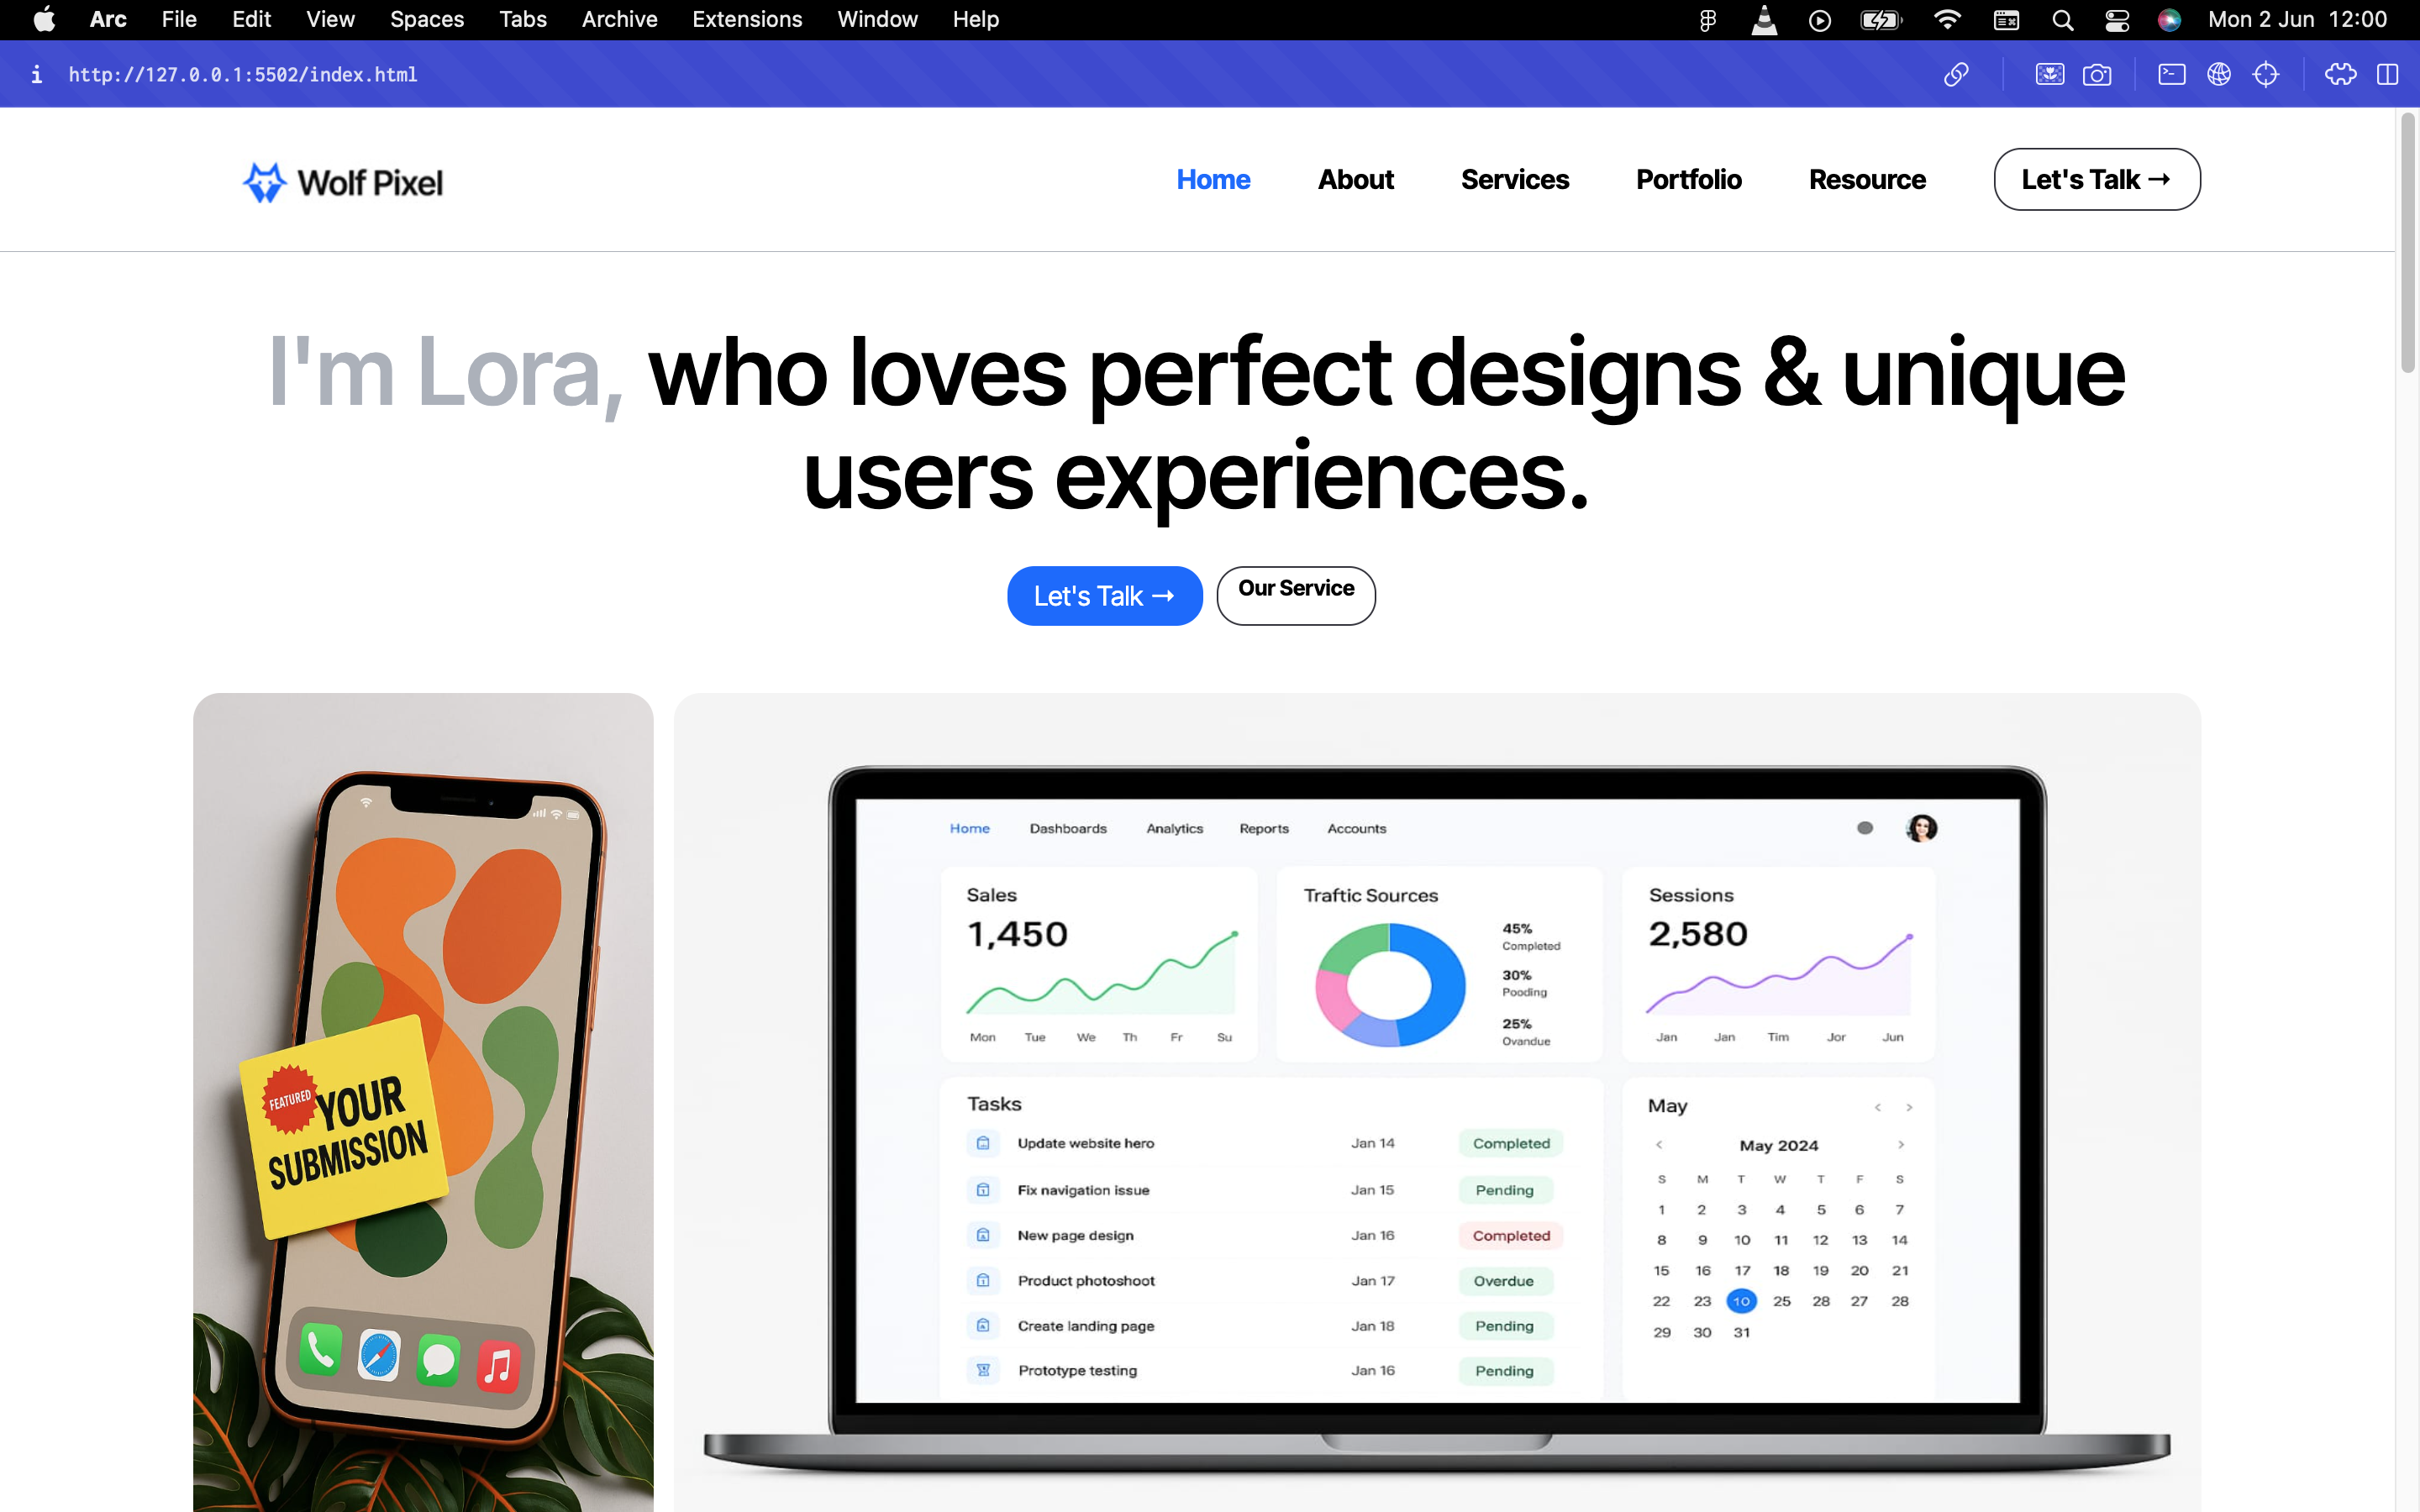 Arc File Edit View Spaces Tabs Archive Extensions Window Help Mon 2 Jun 12:00
http://127.0.0.1:5502/index.html
Wolf Pixel Home About Services Portfolio Resource Let's Talk →
I'm Lora, who loves perfect designs & unique
users experiences.
Let's Talk → Our Service
FEATURED
YOUR
SUBMISSION
Home Dashboards Analytics Reports Accounts
Sales
1,450
Mon Tue We Th Fr Su
Traftic Sources
45%
Completed
30%
Pooding
25%
Ovandue
Sessions
2,580
Jan Jan Tim Jor Jun
Tasks
Update website hero Jan 14 Completed
Fix navigation issue Jan 15 Pending
New page design Jan 16 Completed
Product photoshoot Jan 17 Overdue
Create landing page Jan 18 Pending
Prototype testing Jan 16 Pending
May < >
< May 2024 >
S M T W T F S
1 2 3 4 5 6 7
8 9 10 11 12 13 14
15 16 17 18 19 20 21
22 23 10 25 28 27 28
29 30 31